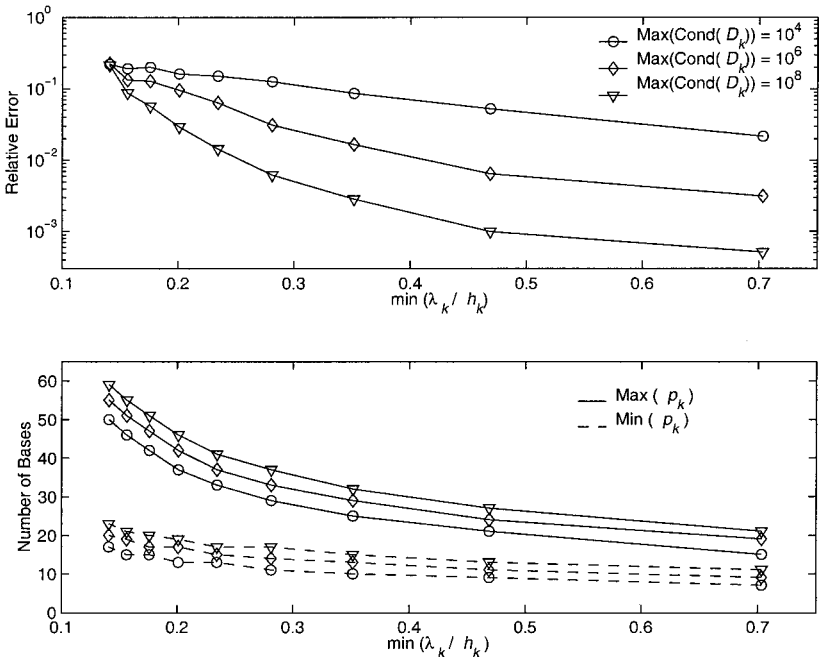 10^0
10^-1
10^-2
10^-3
Relative Error
Max(Cond( D_k)) = 10^4
Max(Cond( D_k)) = 10^6
Max(Cond( D_k)) = 10^8
0.1 0.2 0.3 0.4 0.5 0.6 0.7
min (λ_k / h_k)
60
50
40
30
20
10
0
Number of Bases
Max ( p_k)
Min ( p_k)
0.1 0.2 0.3 0.4 0.5 0.6 0.7
min (λ_k / h_k)